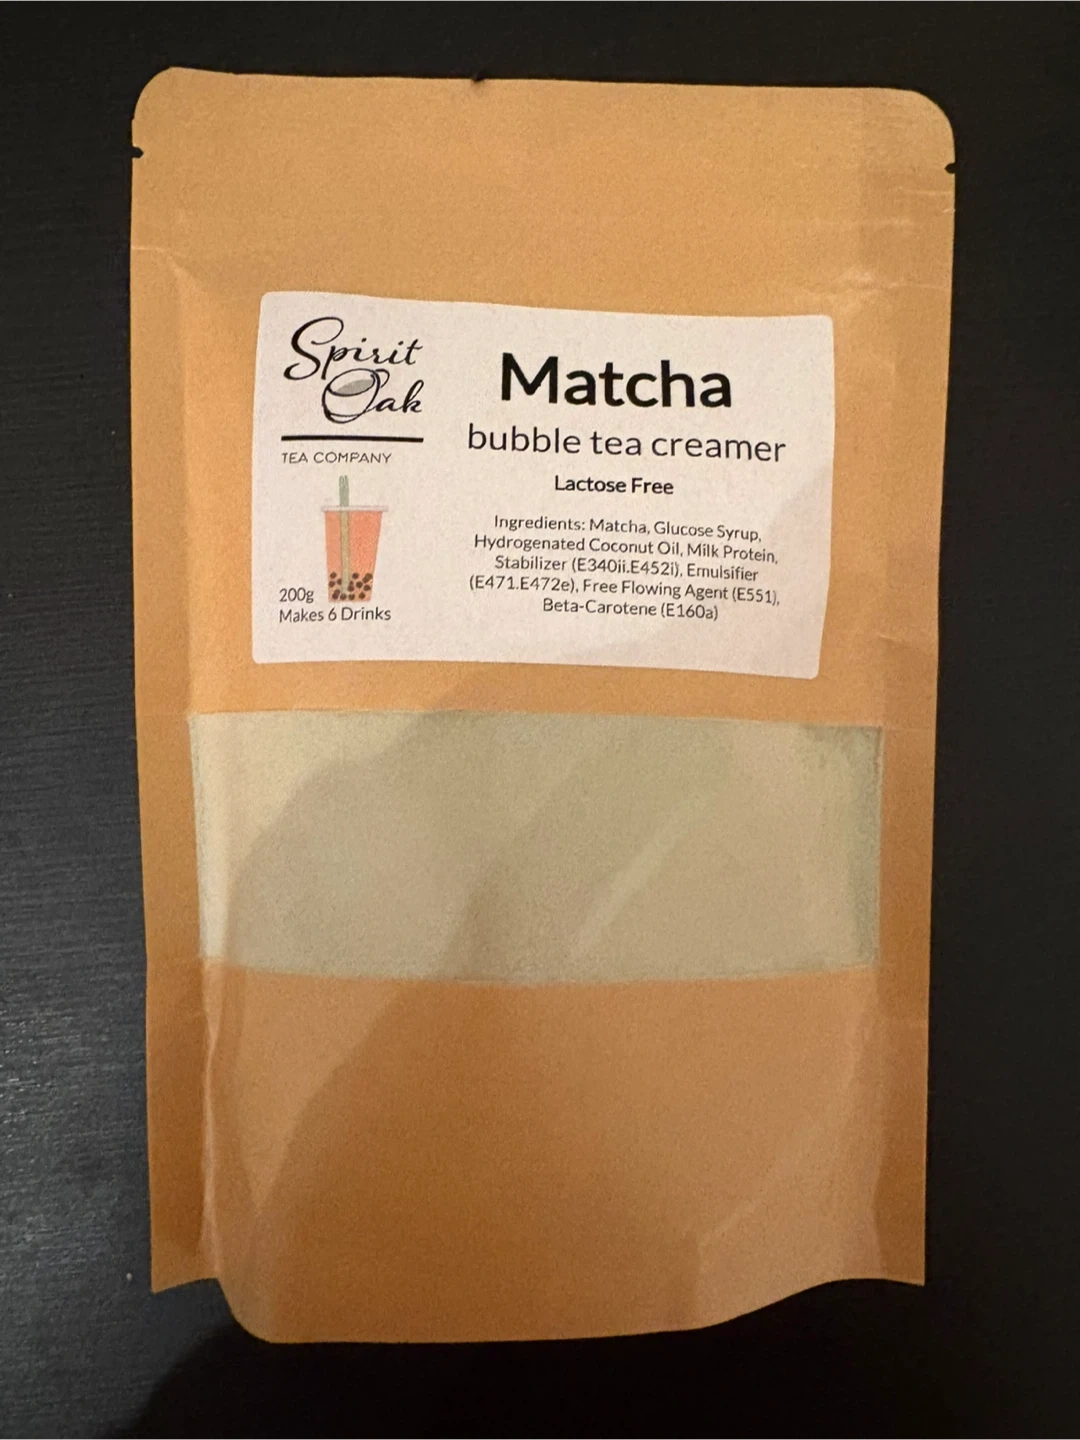 Spirit
Oak
TEA COMPANY
Matcha
bubble tea creamer
Lactose Free
Ingredients: Matcha, Glucose Syrup,
Hydrogenated Coconut Oil, Milk Protein,
Stabilizer (E340ii.E452i), Emulsifier
(E471.E472e), Free Flowing Agent (E551),
Beta-Carotene (E160a)
200g
Makes 6 Drinks